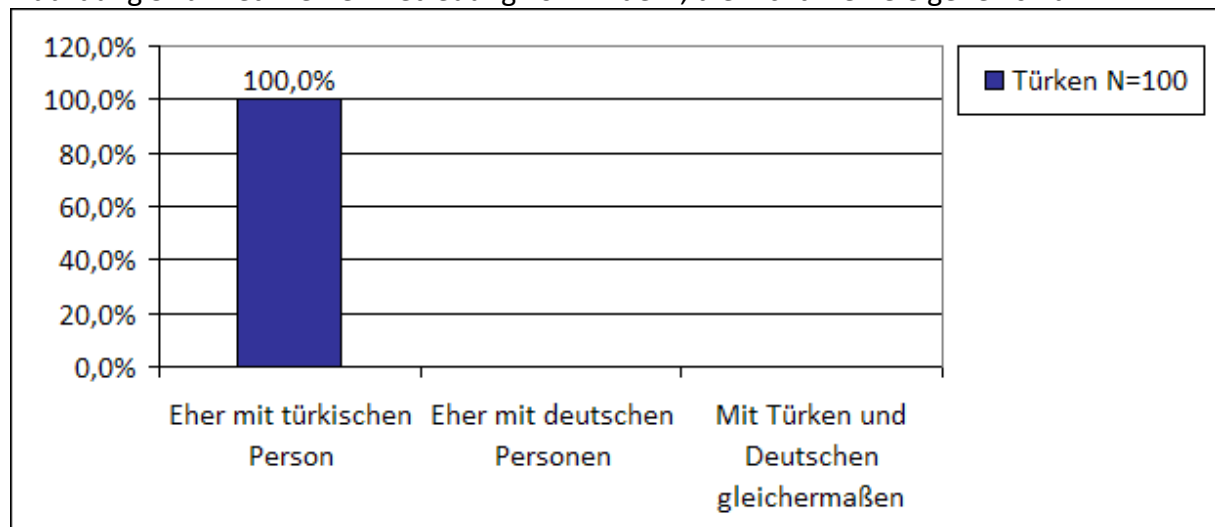 120,0%
100,0%
80,0%
60,0%
40,0%
20,0%
0,0%
100,0%
Türken N=100
Eher mit türkischen
Person
Eher mit deutschen
Personen
Mit Türken und
Deutschen
gleichermaßen